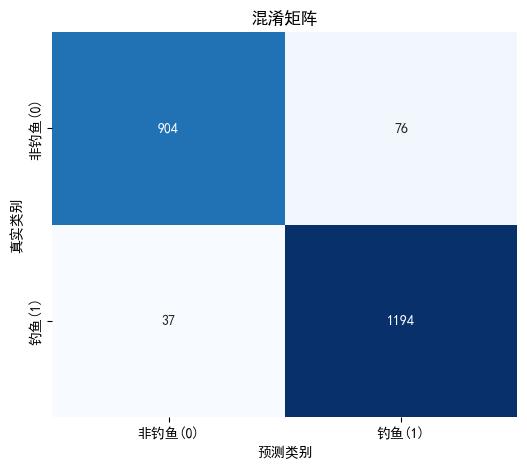 混淆矩阵
非钓鱼(0)
904
76
真实类别
钓鱼(1)
37
1194
非钓鱼(0)
钓鱼(1)
预测类别